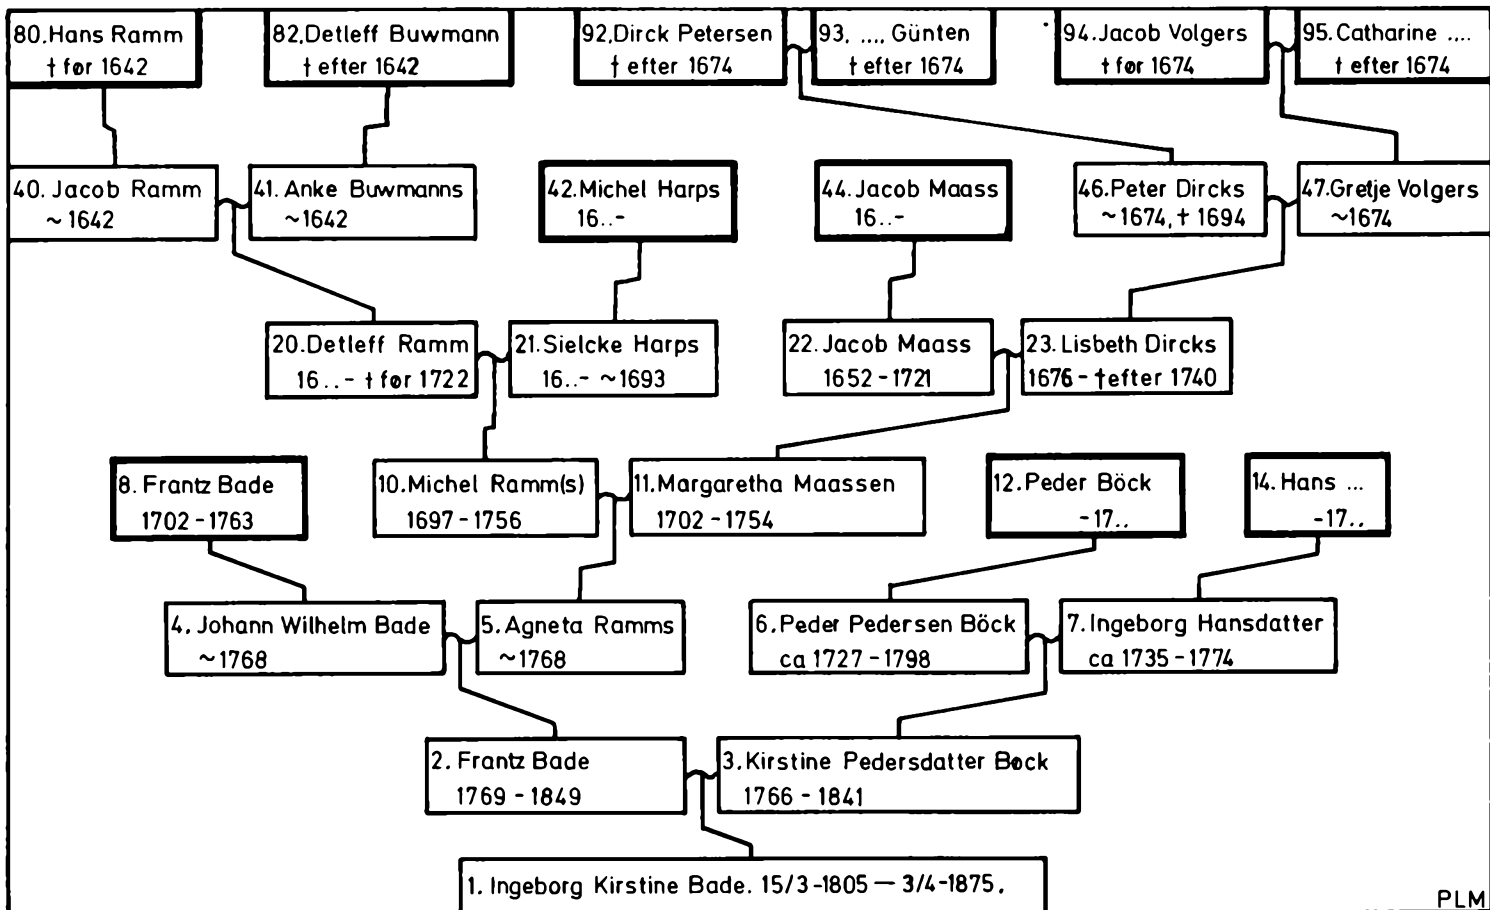 80. Hans Ramm
† før 1642
82. Detleff Buwmann
† efter 1642
92. Dirck Petersen
† efter 1674
93. ...., Günten
† efter 1674
94. Jacob Volgers
† før 1674
95. Catharine ....
† efter 1674
40. Jacob Ramm
~ 1642
41. Anke Buwmanns
~ 1642
42. Michel Harps
16..-
44. Jacob Maass
16..-
46. Peter Dircks
~ 1674, † 1694
47. Gretje Volgers
~1674
20. Detleff Ramm
16..- † før 1722
21. Sielcke Harps
16..- ~ 1693
22. Jacob Maass
1652 - 1721
23. Lisbeth Dircks
1676 - † efter 1740
8. Frantz Bade
1702 - 1763
10. Michel Ramm(s)
1697 - 1756
11. Margaretha Maassen
1702 - 1754
12. Peder Böck
-17..
14. Hans ...
-17..
4. Johann Wilhelm Bade
~ 1768
5. Agneta Ramms
~1768
6. Peder Pedersen Böck
ca 1727 - 1798
7. Ingeborg Hansdatter
ca 1735 - 1774
2. Frantz Bade
1769 - 1849
3. Kirstine Pedersdatter Bøck
1766 - 1841
1. Ingeborg Kirstine Bade. 15/3-1805 — 3/4-1875.
PLM